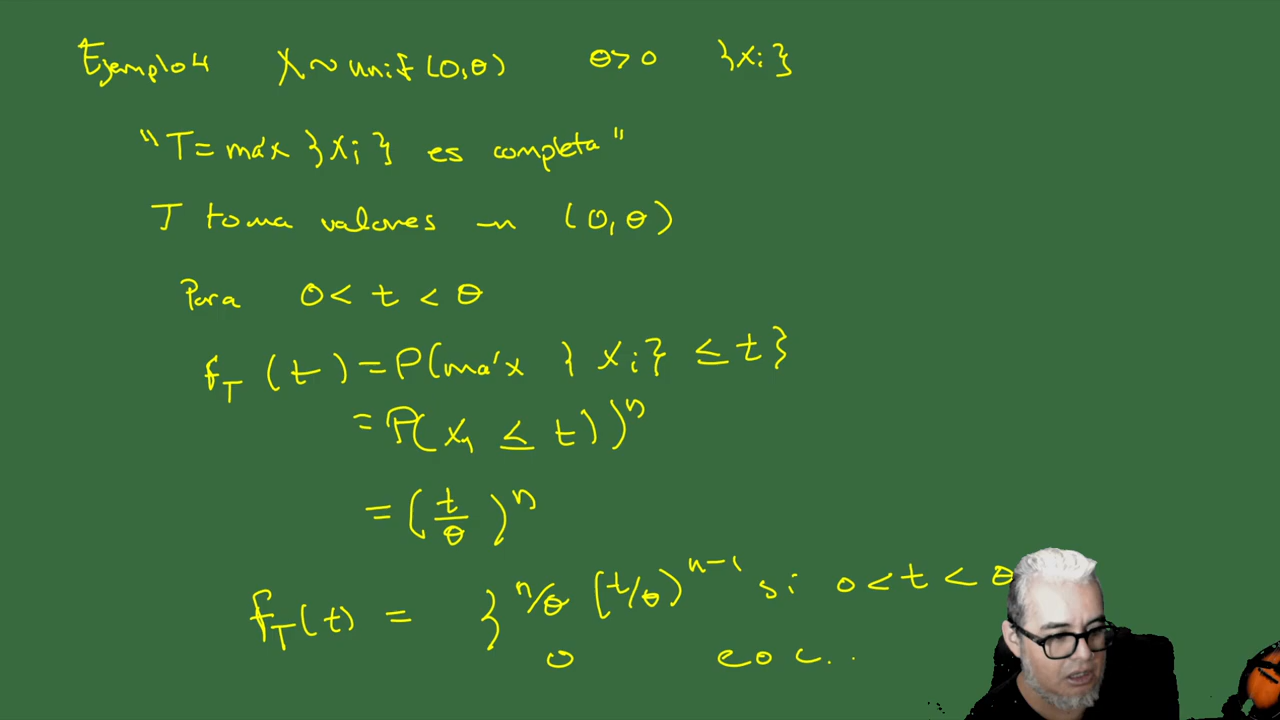 Ejemplo 4 X ~ unif (0,θ) θ>0 {Xi}
"T= máx {Xi} es completa"
T toma valores en (0,θ)
Para 0< t < θ
f_T (t) = P(máx { Xi} ≤ t}
= P( X1 ≤ t) )^n
= ( t/θ )^n
f_T(t) = { n/θ (t/θ)^n-1 si 0 < t < θ
0 eoc..